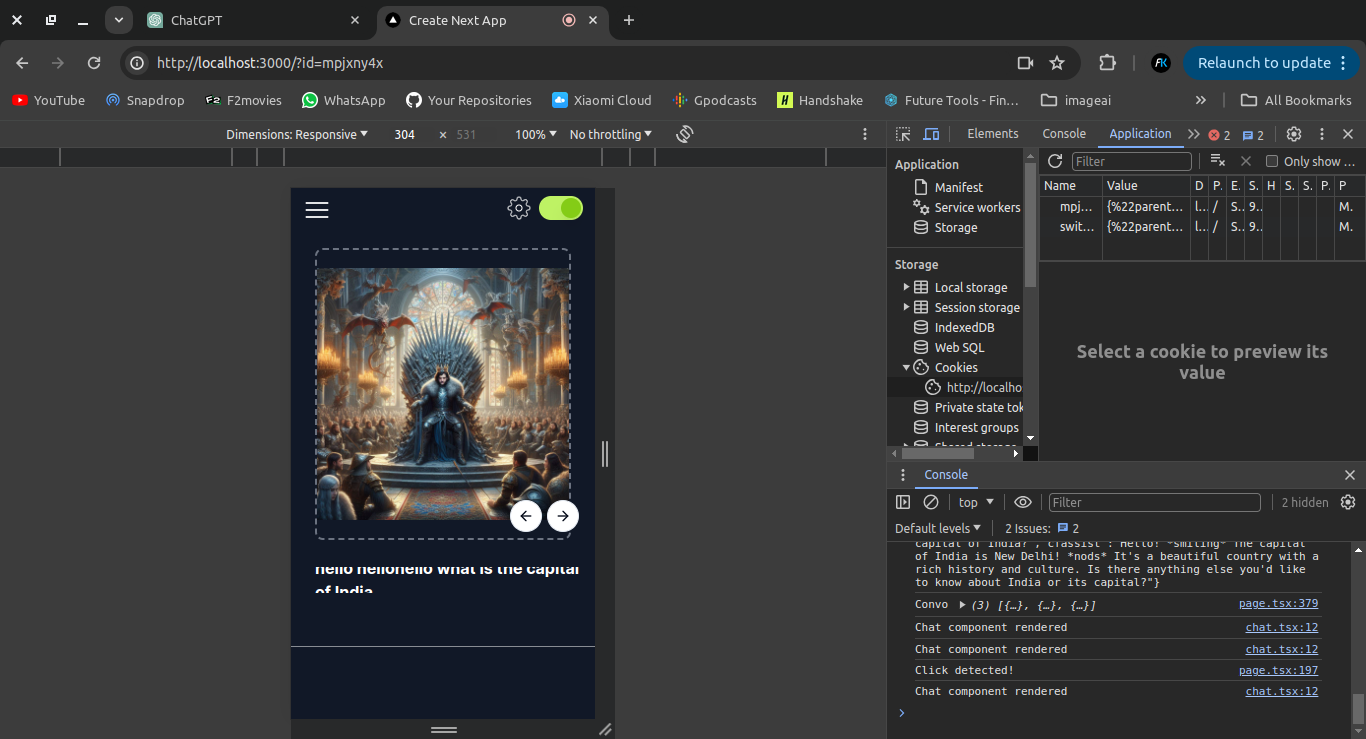 ChatGPT
Create Next App
http://localhost:3000/?id=mpjxny4x
Relaunch to update
YouTube
Snapdrop
F2movies
WhatsApp
Your Repositories
Xiaomi Cloud
Gpodcasts
Handshake
Future Tools - Fin…
imageai
All Bookmarks
Dimensions: Responsive
304 × 531
100%
No throttling
Elements
Console
Application
2
2
Application
Manifest
Service workers
Storage
Storage
Local storage
Session storage
IndexedDB
Web SQL
Cookies
http://localho
Private state tok
Interest groups
Shared storage
Filter
Only show …
Name Value D P. E. S. H S. S. P. P
mpj... {%22parent... l... / S.. 9.. M.
swit... {%22parent... l... / S.. 9.. M.
Select a cookie to preview its
value
hello hellohello what is the capital
of India
Console
top
Filter
2 hidden
Default levels
2 Issues: 2
capital of India?","classist":"Hello! *smiling* The capital
of India is New Delhi! *nods* It's a beautiful country with a
rich history and culture. Is there anything else you'd like
to know about India or its capital?"}
Convo (3) [{…}, {…}, {…}] page.tsx:379
Chat component rendered chat.tsx:12
Chat component rendered chat.tsx:12
Click detected! page.tsx:197
Chat component rendered chat.tsx:12